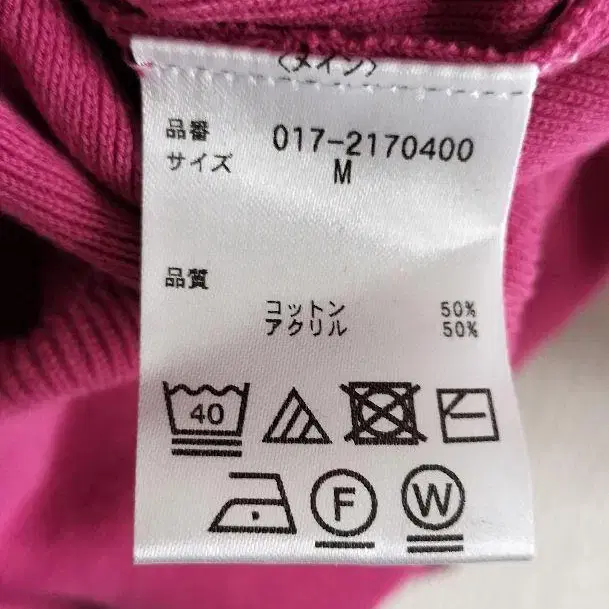 〈メイン〉
品番 017-2170400
サイズ M
品質
コットン 50%
アクリル 50%
40
F W